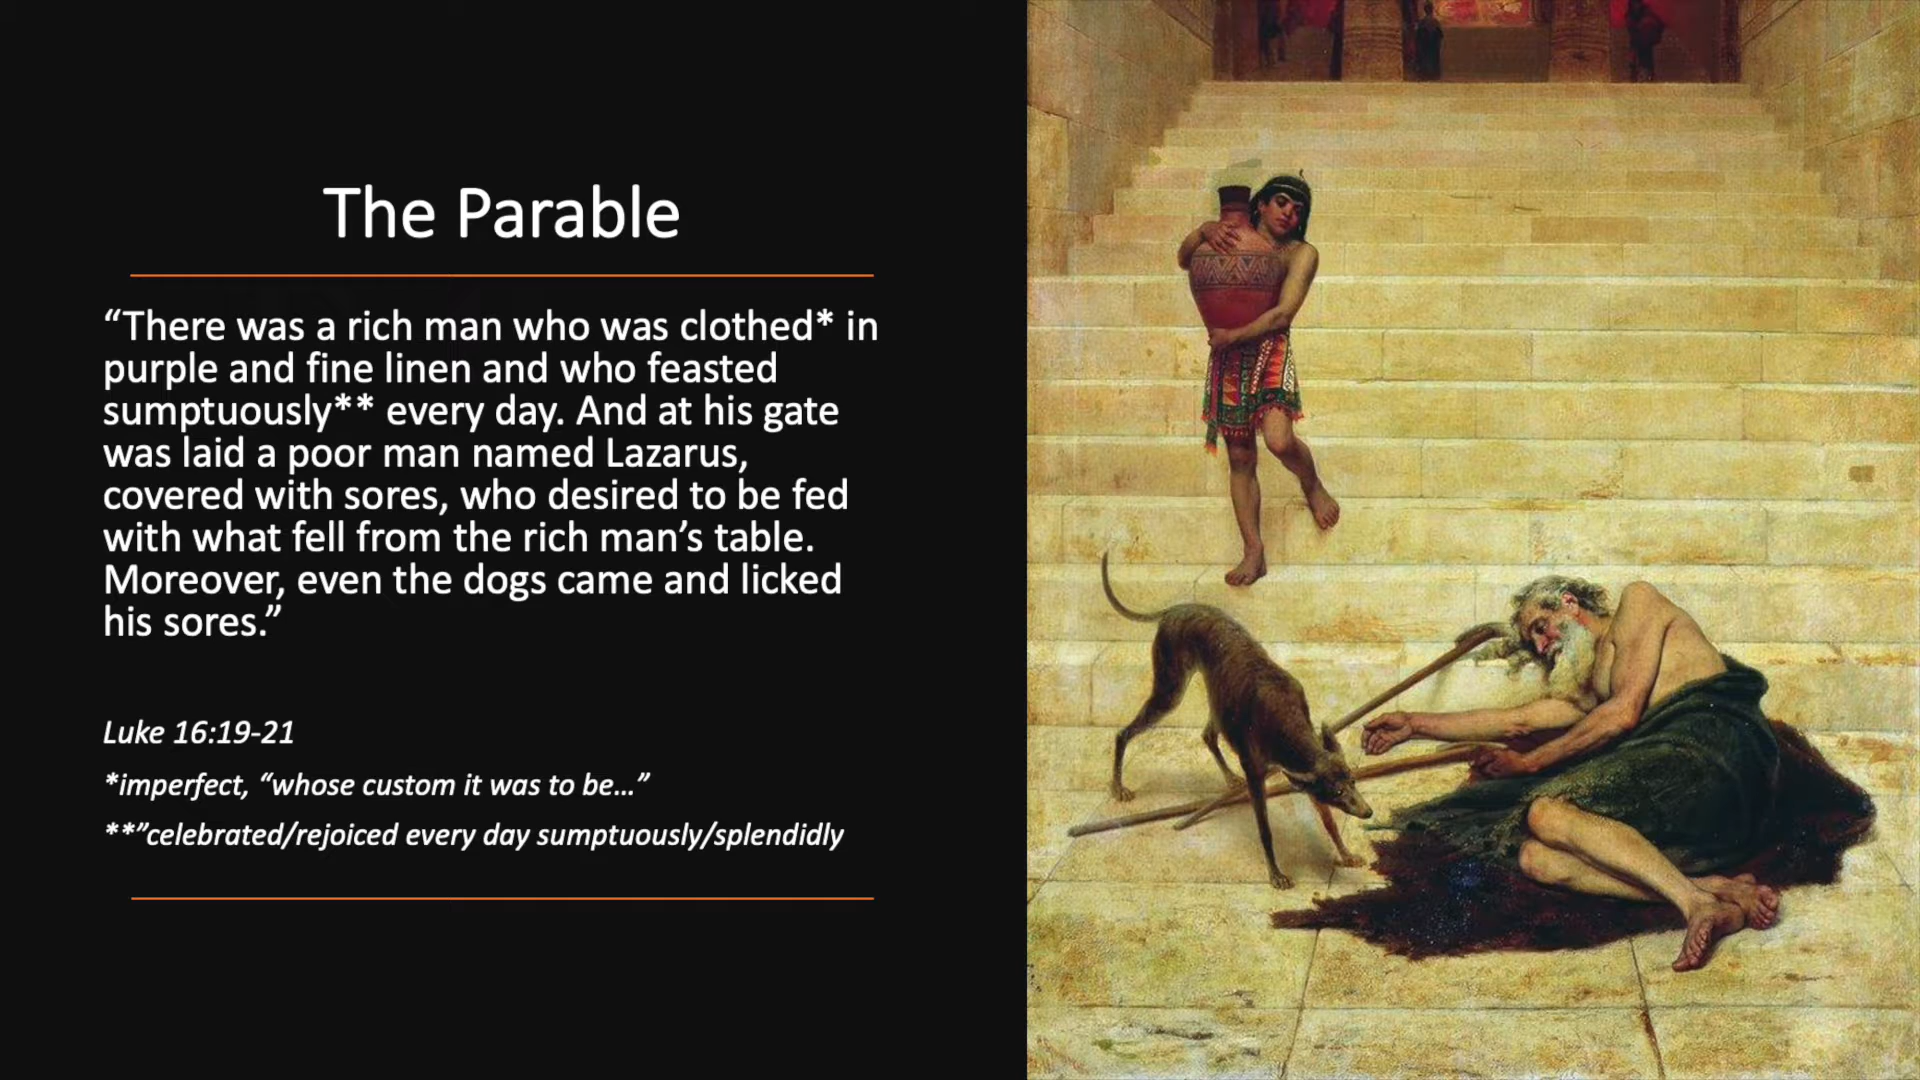 The Parable
“There was a rich man who was clothed* in
purple and fine linen and who feasted
sumptuously** every day. And at his gate
was laid a poor man named Lazarus,
covered with sores, who desired to be fed
with what fell from the rich man’s table.
Moreover, even the dogs came and licked
his sores.”
Luke 16:19-21
*imperfect, “whose custom it was to be…”
**”celebrated/rejoiced every day sumptuously/splendidly